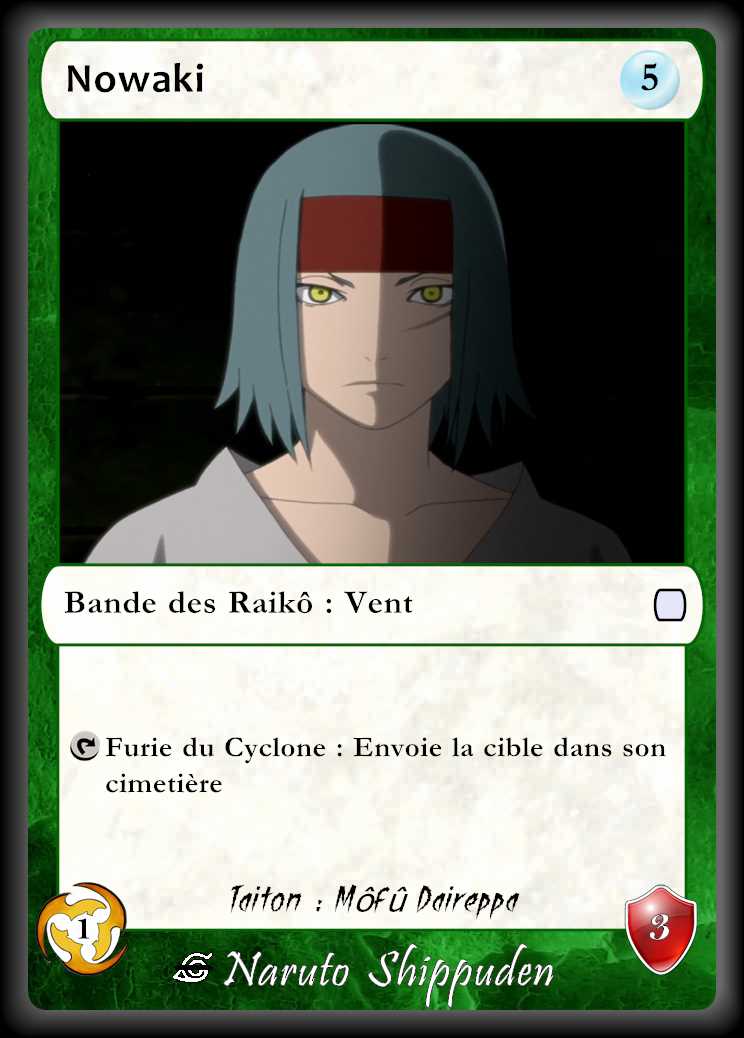 Nowaki
5
Bande des Raikô : Vent
Furie du Cyclone : Envoie la cible dans son
cimetière
Taiton : Môfû Daireppa
1
3
Naruto Shippuden